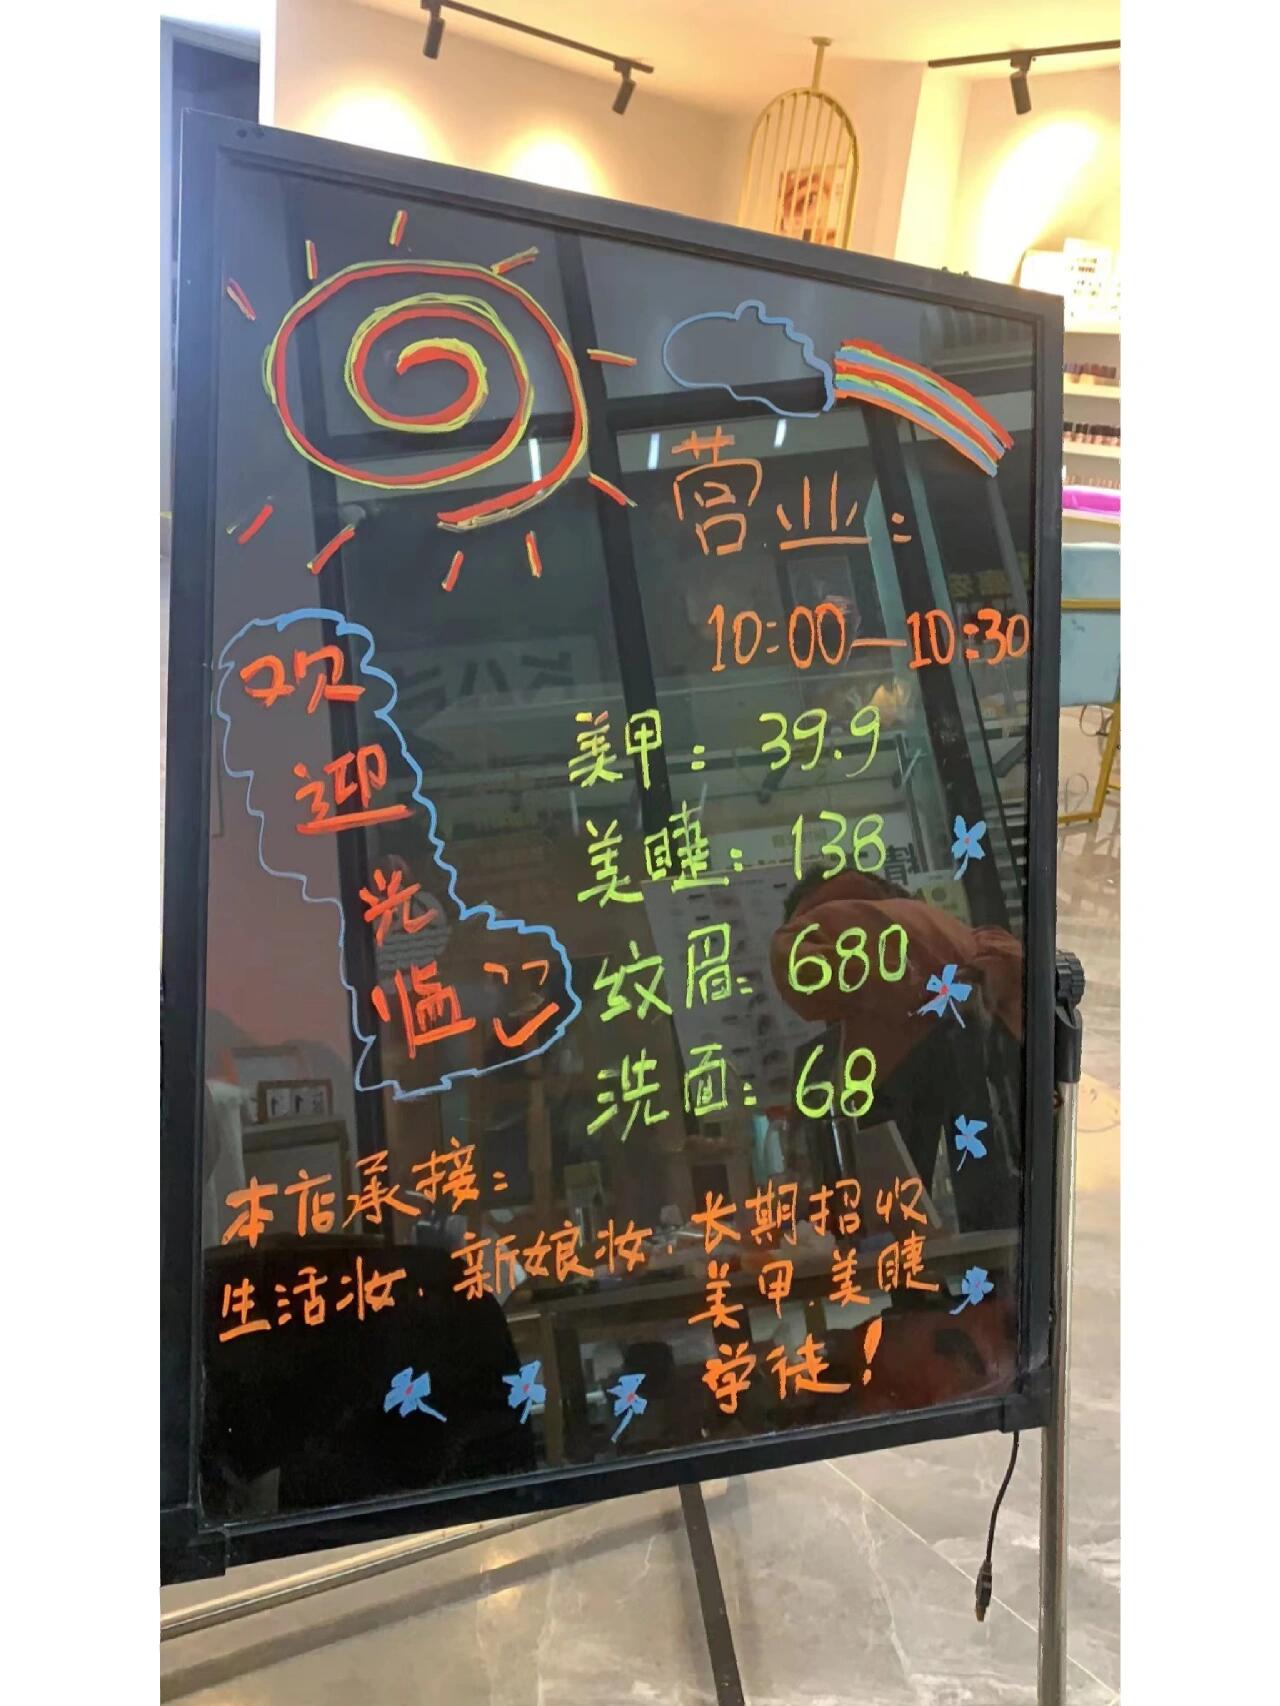 营业:
10:00—10:30
欢迎光临
美甲: 39.9
美睫: 138
纹眉: 680
洗面: 68
本店承接:
生活妆、新娘妆、
长期招收
美甲、美睫
学徒!